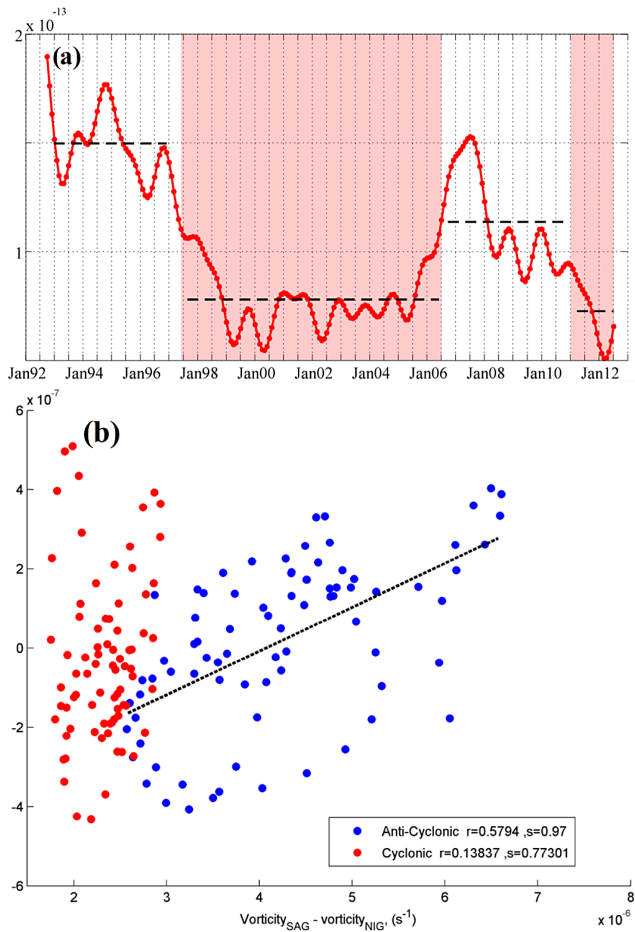 x 10^-13
2
(a)
1
Jan92 Jan94 Jan96 Jan98 Jan00 Jan02 Jan04 Jan06 Jan08 Jan10 Jan12
x 10^-7
6
(b)
4
2
0
-2
-4
-6
Anti-Cyclonic r=0.5794 ,s=0.97
Cyclonic r=0.13837 ,s=0.77301
2 3 4 5 6 7 8
Vorticity_SAG - vorticity_NIG, (s^-1)
x 10^-6